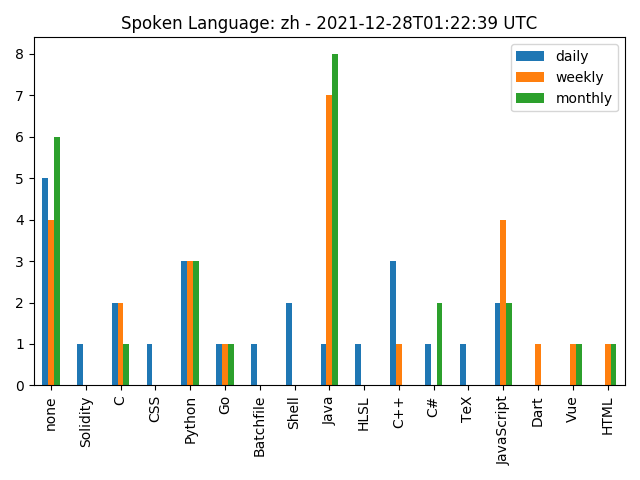 Spoken Language: zh - 2021-12-28T01:22:39 UTC
daily
weekly
monthly
8
7
6
5
4
3
2
1
0
none
Solidity
C
CSS
Python
Go
Batchfile
Shell
Java
HLSL
C++
C#
TeX
JavaScript
Dart
Vue
HTML